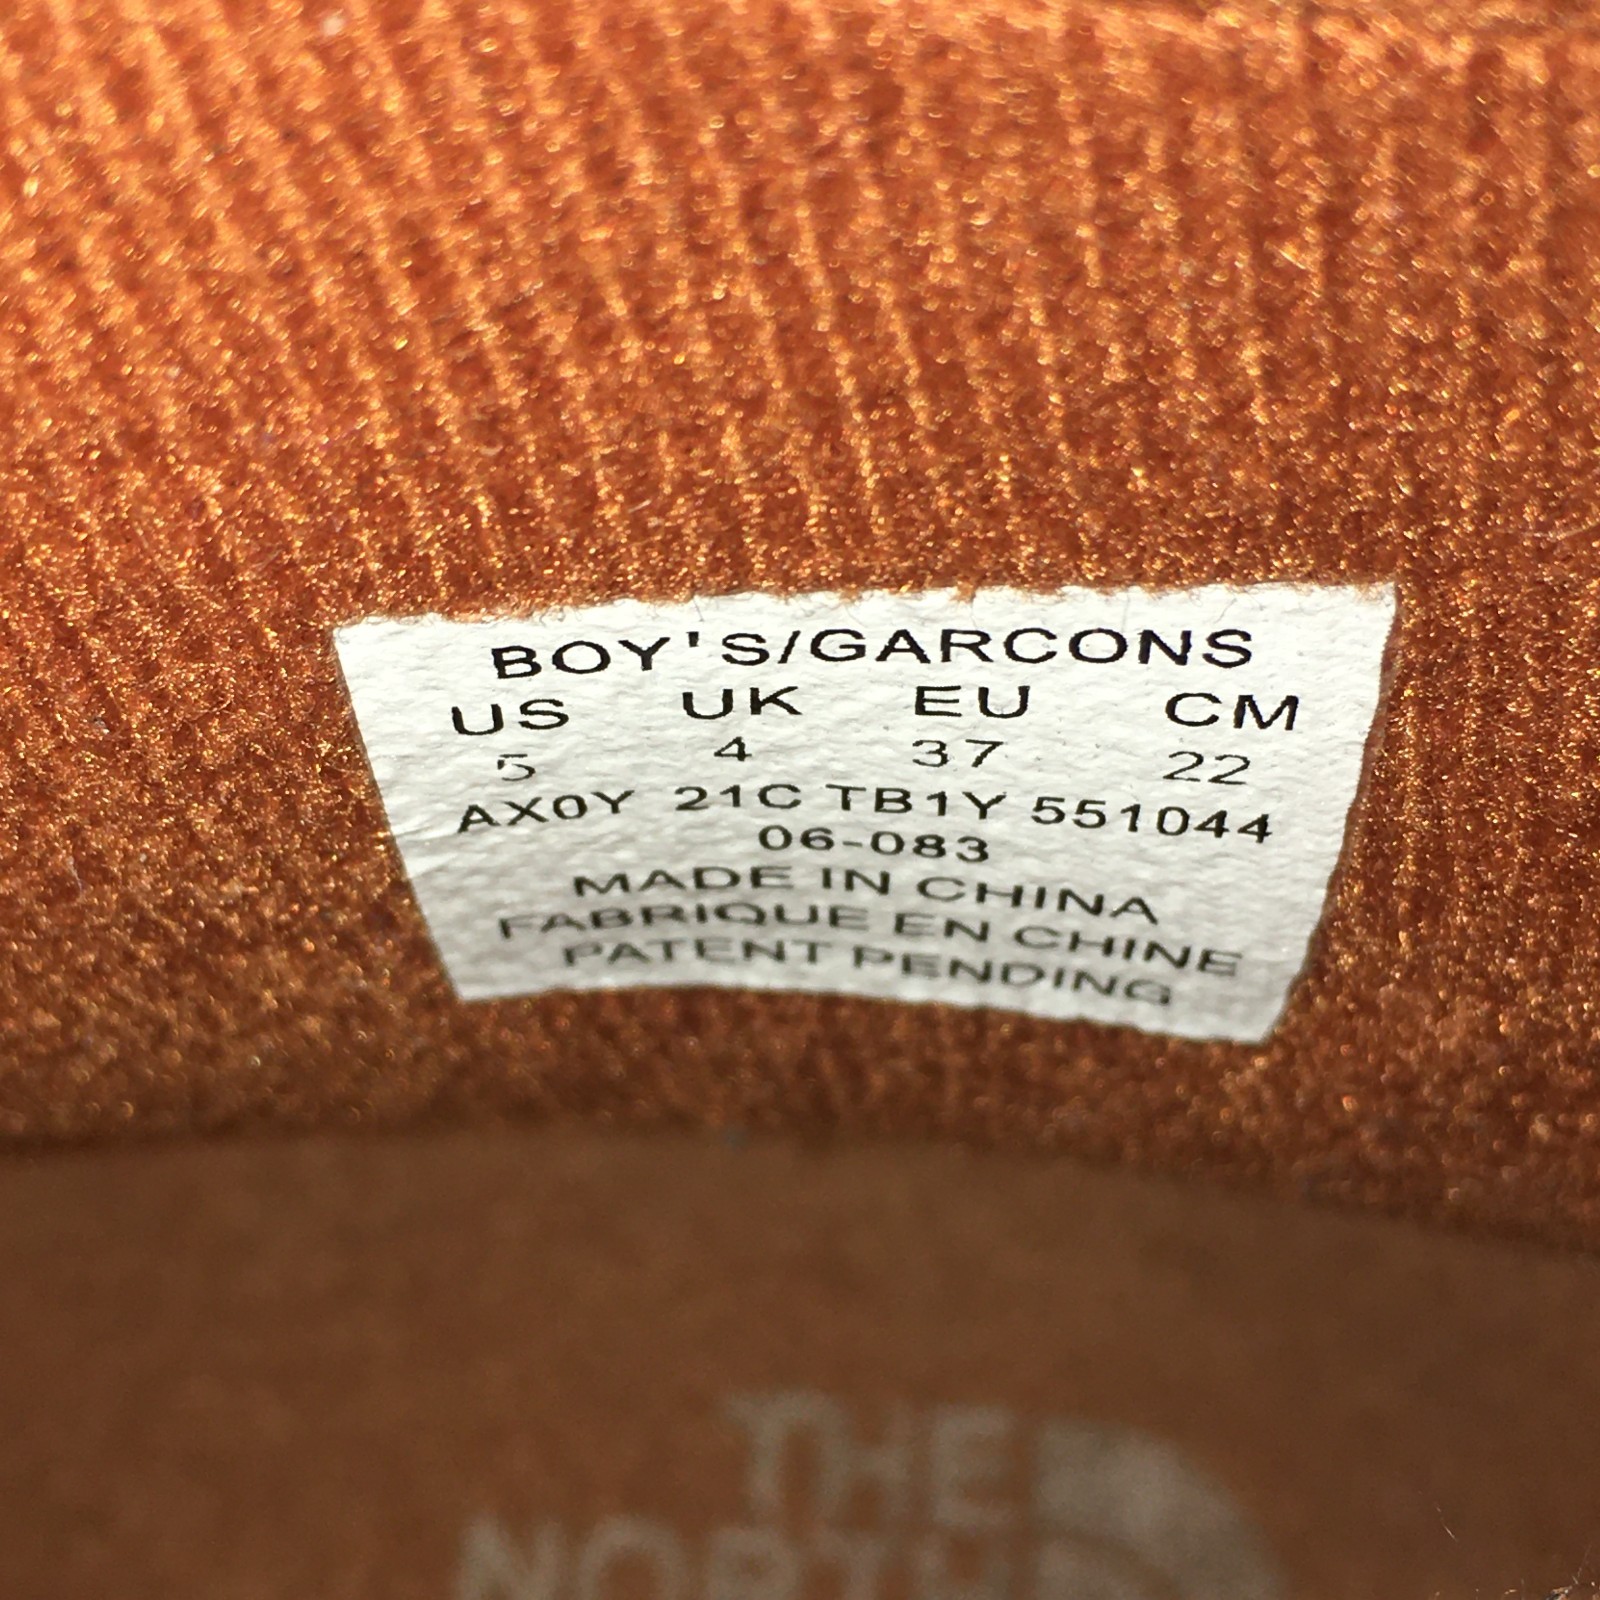 BOY'S/GARCONS
US UK EU CM
5 4 37 22
AX0Y 21C TB1Y 551044
06-083
MADE IN CHINA
FABRIQUE EN CHINE
PATENT PENDING
THE
NORTH